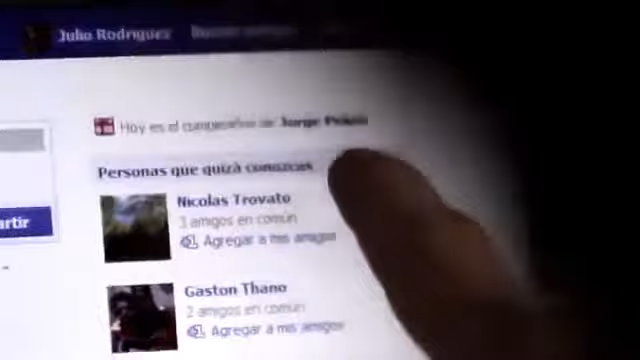 Julio Rodriguez
Hoy es el cumpleaños de Jorge
Personas que quizá conozcas
Nicolas Trovato
3 amigos en común
Agregar a mis amigos
artir
Gaston Thano
2 amigos en común
Agregar a mis amigos